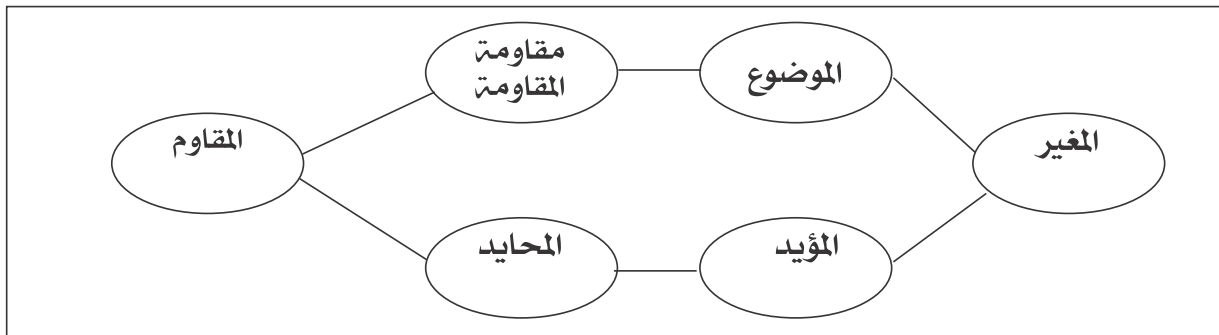 مقاومة
المقاومة
الموضوع
المقاوم
المغير
المحايد
المؤيد